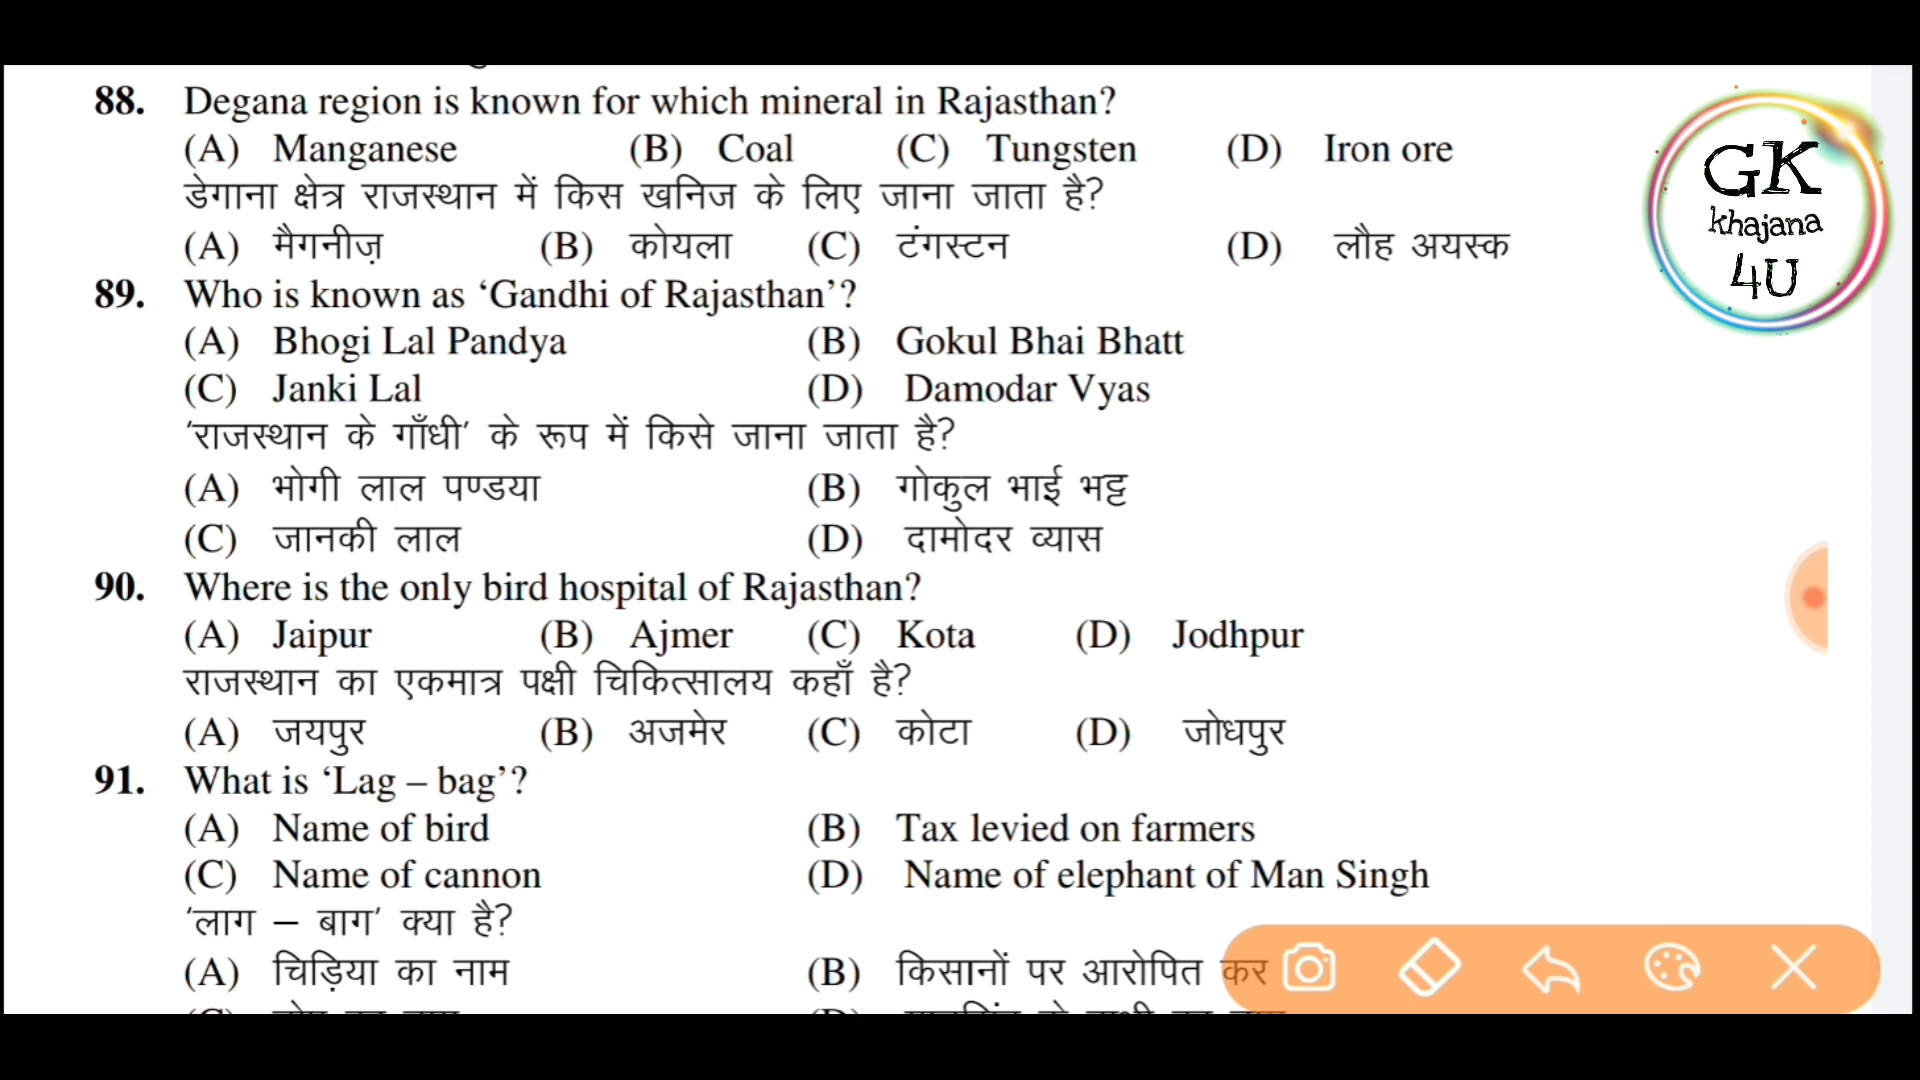 88. Degana region is known for which mineral in Rajasthan?
(A) Manganese (B) Coal (C) Tungsten (D) Iron ore
डेगाना क्षेत्र राजस्थान में किस खनिज के लिए जाना जाता है?
(A) मैगनीज़ (B) कोयला (C) टंगस्टन (D) लौह अयस्क
89. Who is known as ‘Gandhi of Rajasthan’?
(A) Bhogi Lal Pandya (B) Gokul Bhai Bhatt
(C) Janki Lal (D) Damodar Vyas
‘राजस्थान के गाँधी’ के रूप में किसे जाना जाता है?
(A) भोगी लाल पण्डया (B) गोकुल भाई भट्ट
(C) जानकी लाल (D) दामोदर व्यास
90. Where is the only bird hospital of Rajasthan?
(A) Jaipur (B) Ajmer (C) Kota (D) Jodhpur
राजस्थान का एकमात्र पक्षी चिकित्सालय कहाँ है?
(A) जयपुर (B) अजमेर (C) कोटा (D) जोधपुर
91. What is ‘Lag – bag’?
(A) Name of bird (B) Tax levied on farmers
(C) Name of cannon (D) Name of elephant of Man Singh
‘लाग – बाग’ क्या है?
(A) चिड़िया का नाम (B) किसानों पर आरोपित कर
GK
khajana
4U